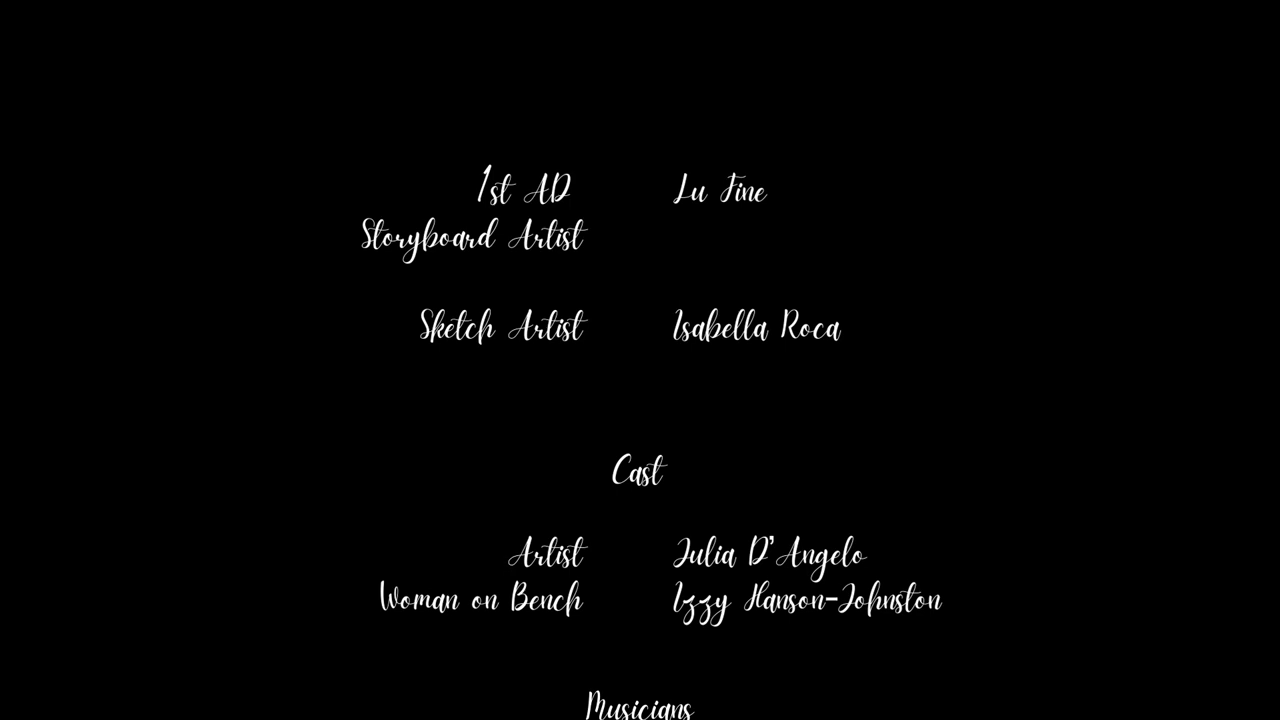 1st AD Lu Fine
Storyboard Artist
Sketch Artist Isabella Roca
Cast
Artist Julia D'Angelo
Woman on Bench Izzy Hanson-Johnston
Musicians